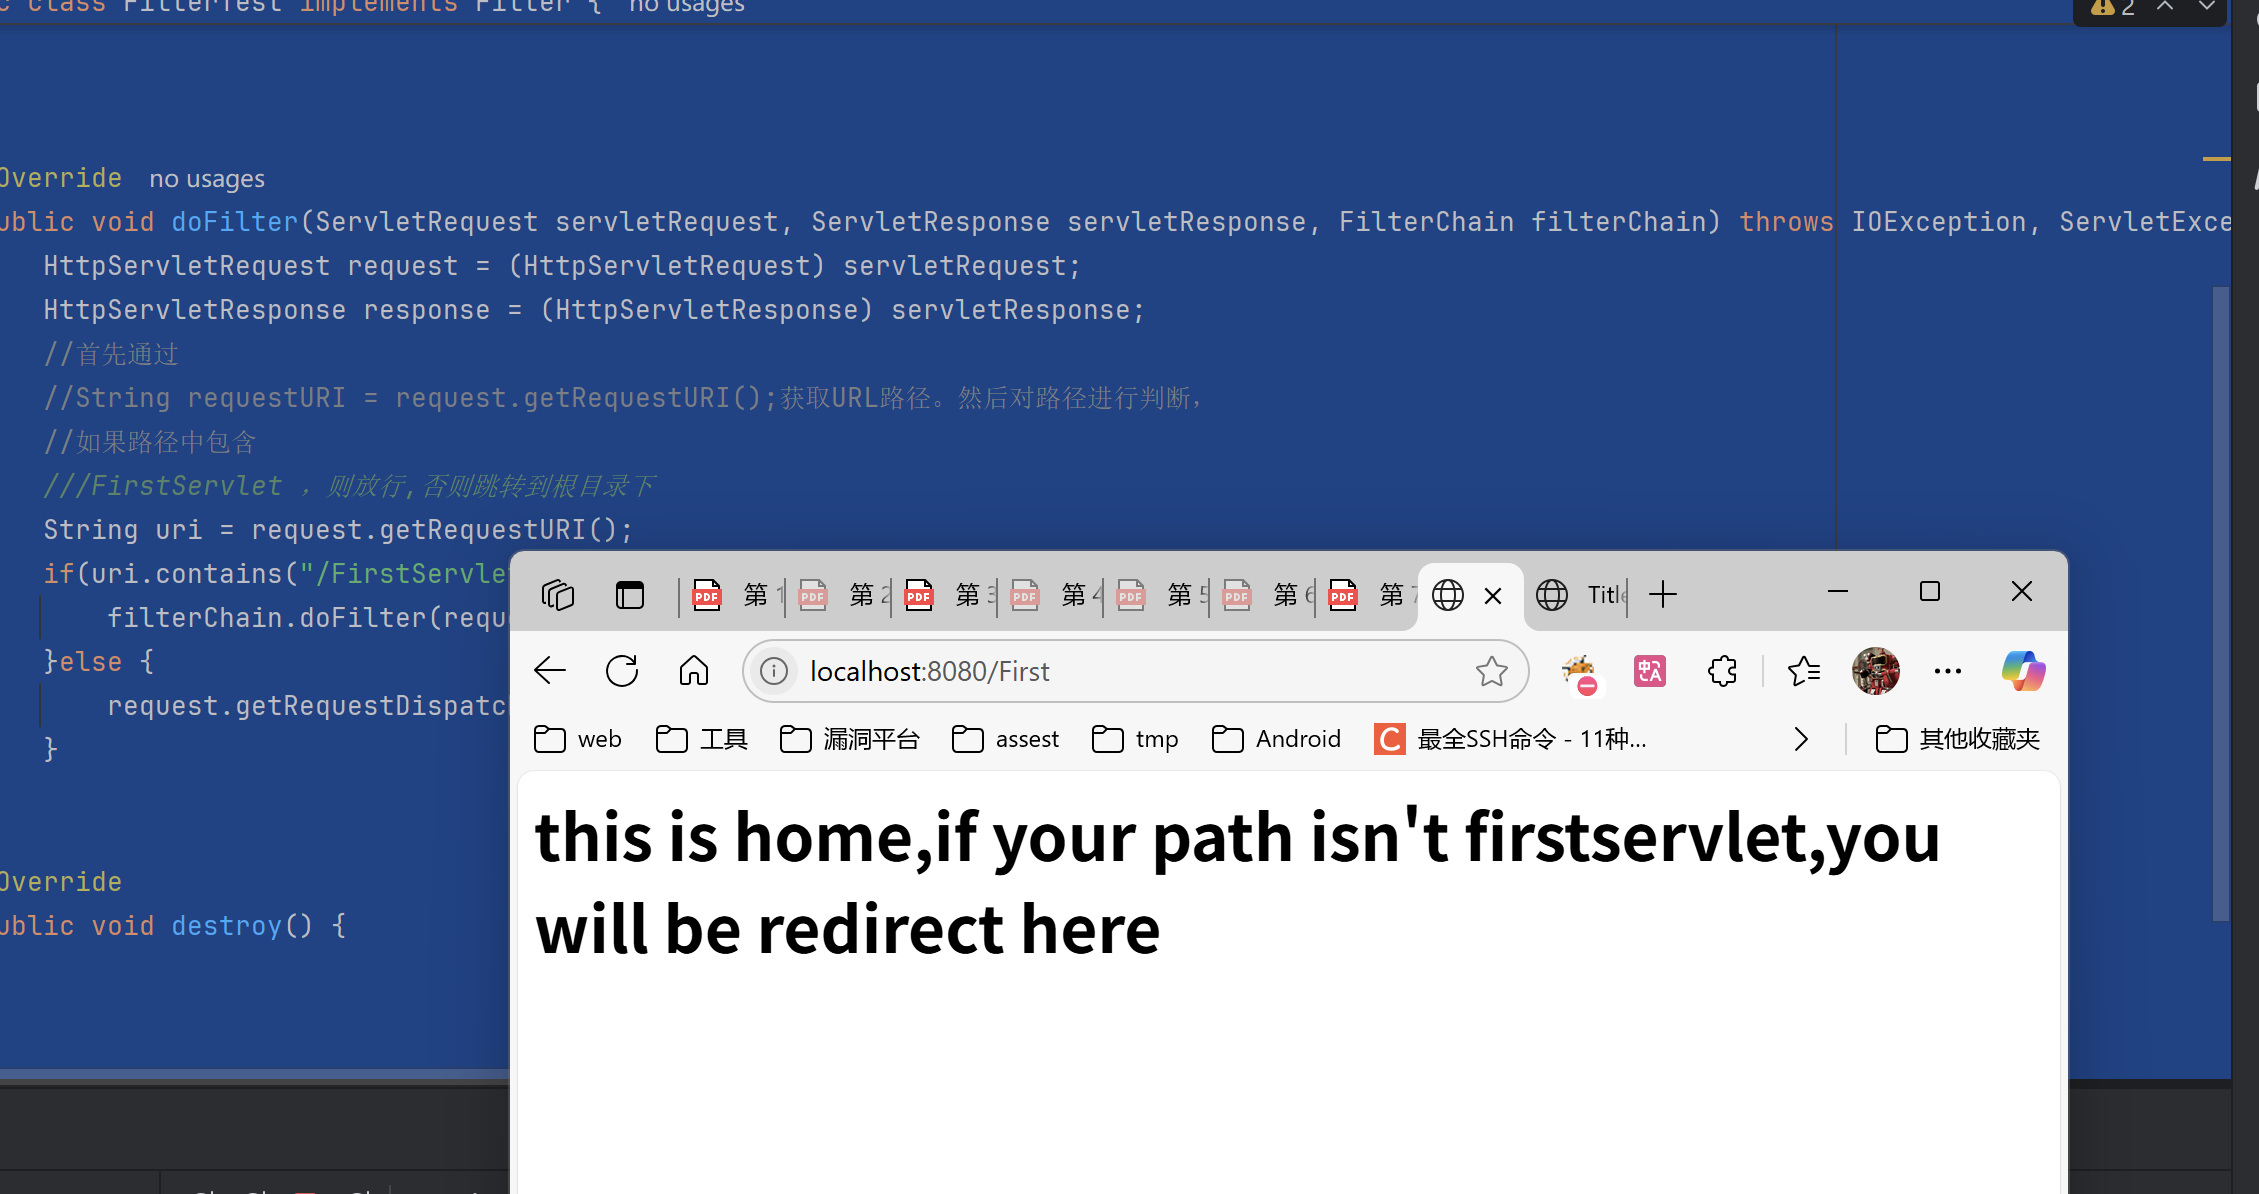 c class FilterTest implements Filter {  no usages
2
Override  no usages
ublic void doFilter(ServletRequest servletRequest, ServletResponse servletResponse, FilterChain filterChain) throws IOException, ServletExce
HttpServletRequest request = (HttpServletRequest) servletRequest;
HttpServletResponse response = (HttpServletResponse) servletResponse;
//首先通过
//String requestURI = request.getRequestURI();获取URL路径。然后对路径进行判断，
//如果路径中包含
///FirstServlet ，则放行,否则跳转到根目录下
String uri = request.getRequestURI();
if(uri.contains("/FirstServle
filterChain.doFilter(requ
}else {
request.getRequestDispatc
}
Override
ublic void destroy() {
第 1 第 2 第 3 第 4 第 5 第 6 第 7 Title
localhost:8080/First
web 工具 漏洞平台 assest tmp Android 最全SSH命令 - 11种... 其他收藏夹
this is home,if your path isn't firstservlet,you
will be redirect here